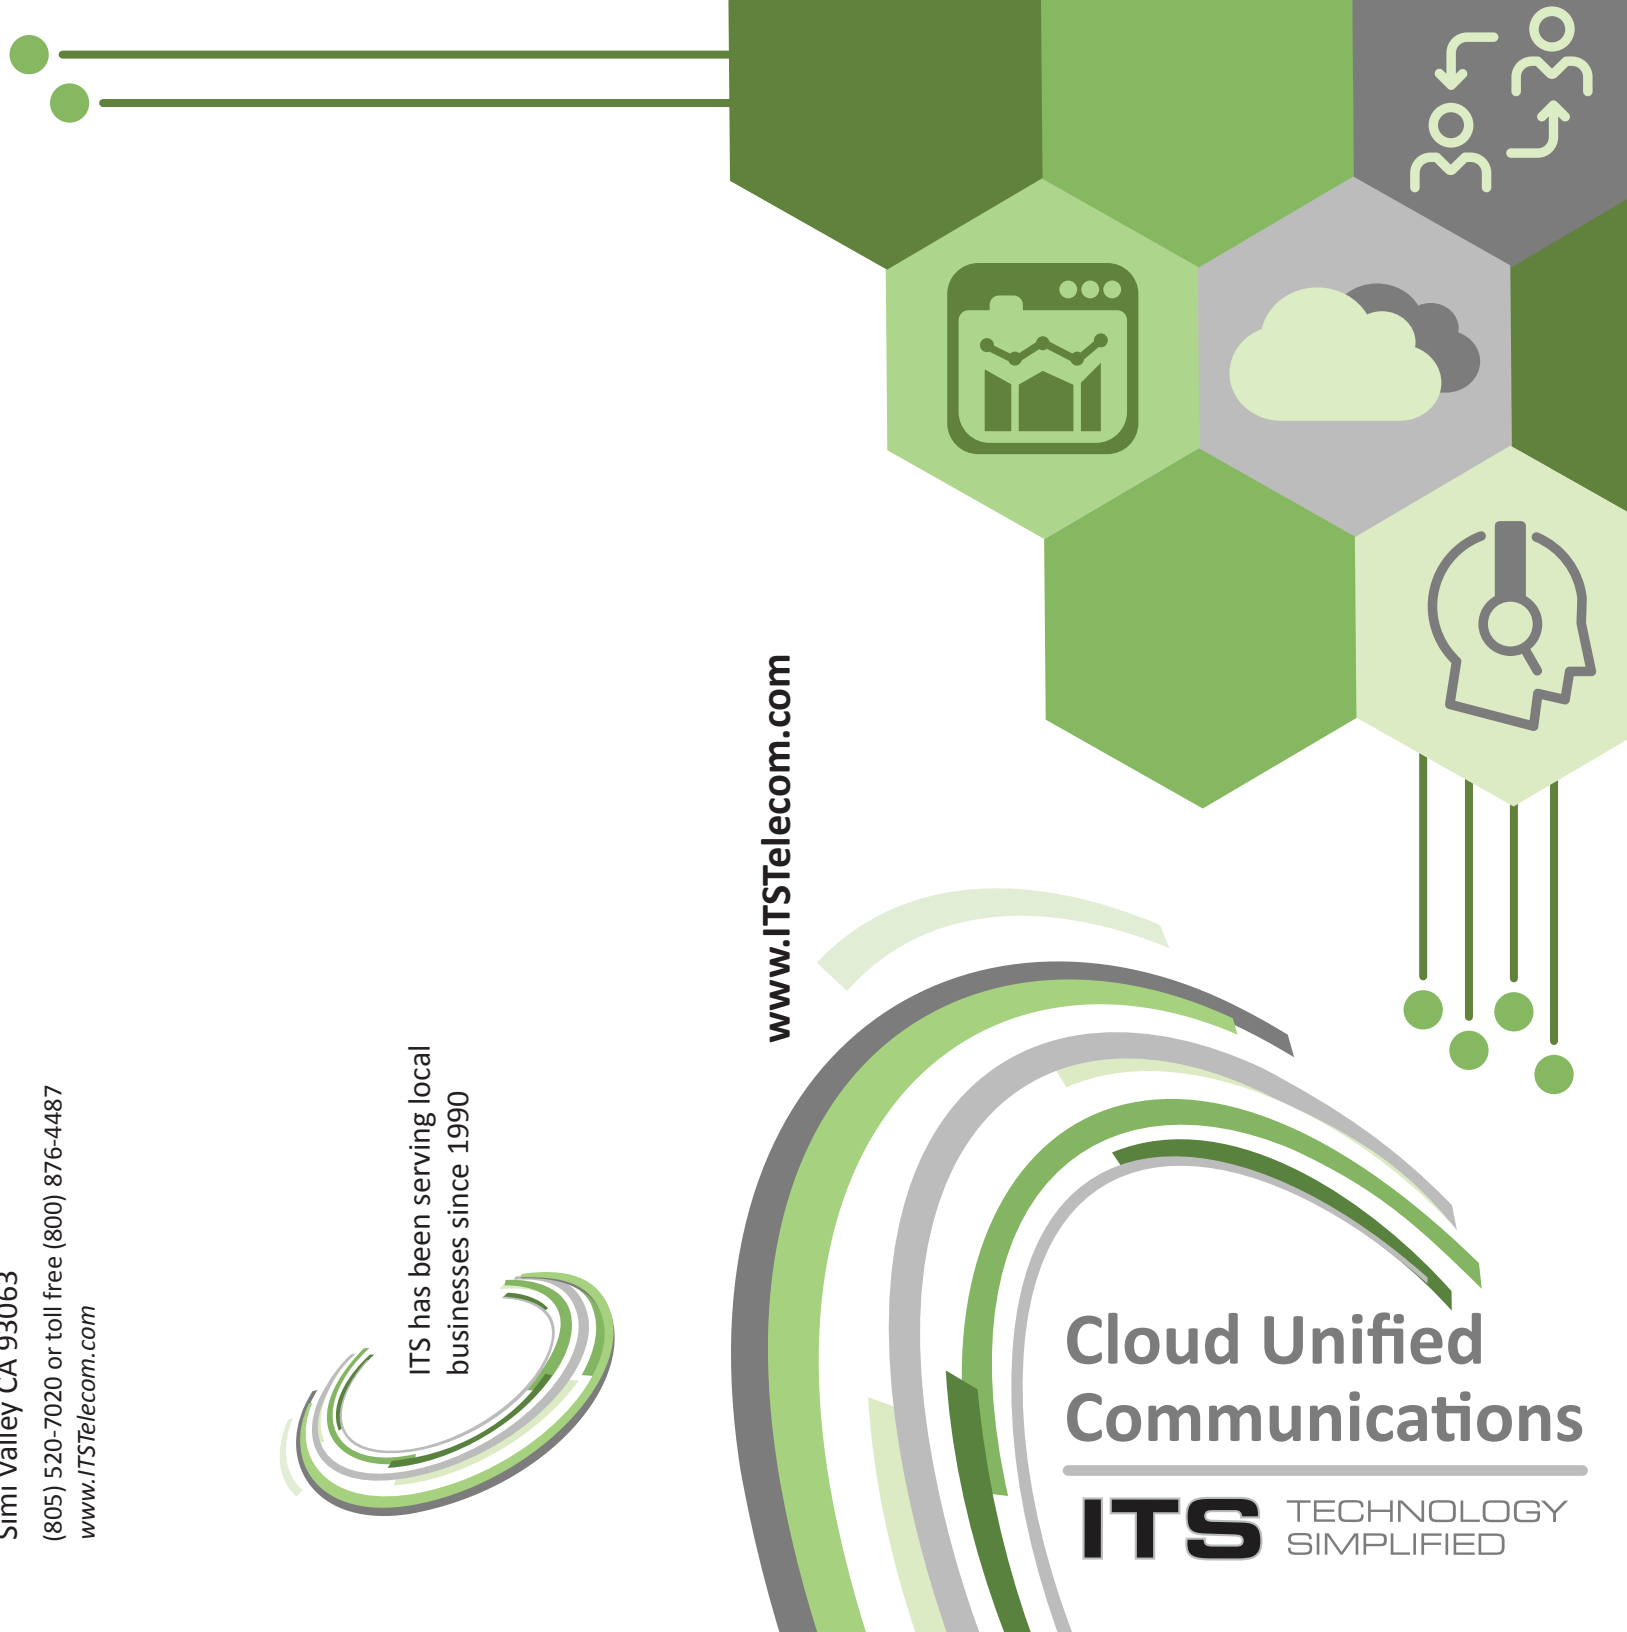 Simi Valley CA 93063
(805) 520-7020 or toll free (800) 876-4487
www.ITSTelecom.com
ITS has been serving local
businesses since 1990
www.ITSTelecom.com
Cloud Unified
Communications
ITS TECHNOLOGY
SIMPLIFIED